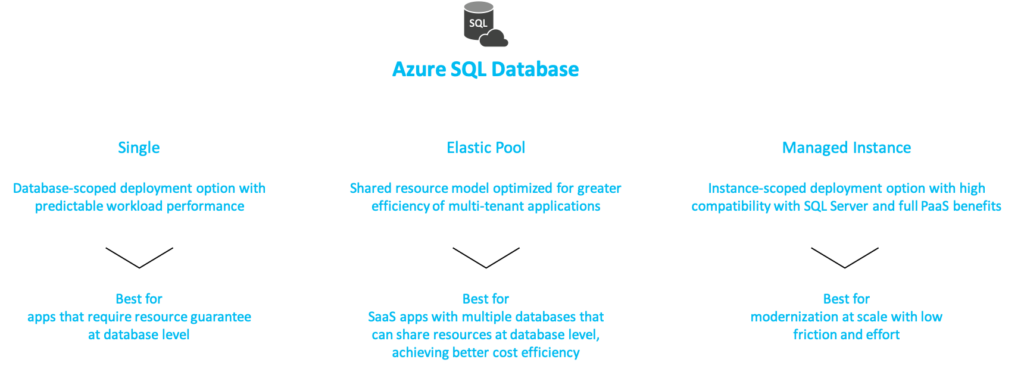 SQL
Azure SQL Database
Single
Database-scoped deployment option with
predictable workload performance
Best for
apps that require resource guarantee
at database level
Elastic Pool
Shared resource model optimized for greater
efficiency of multi-tenant applications
Best for
SaaS apps with multiple databases that
can share resources at database level,
achieving better cost efficiency
Managed Instance
Instance-scoped deployment option with high
compatibility with SQL Server and full PaaS benefits
Best for
modernization at scale with low
friction and effort